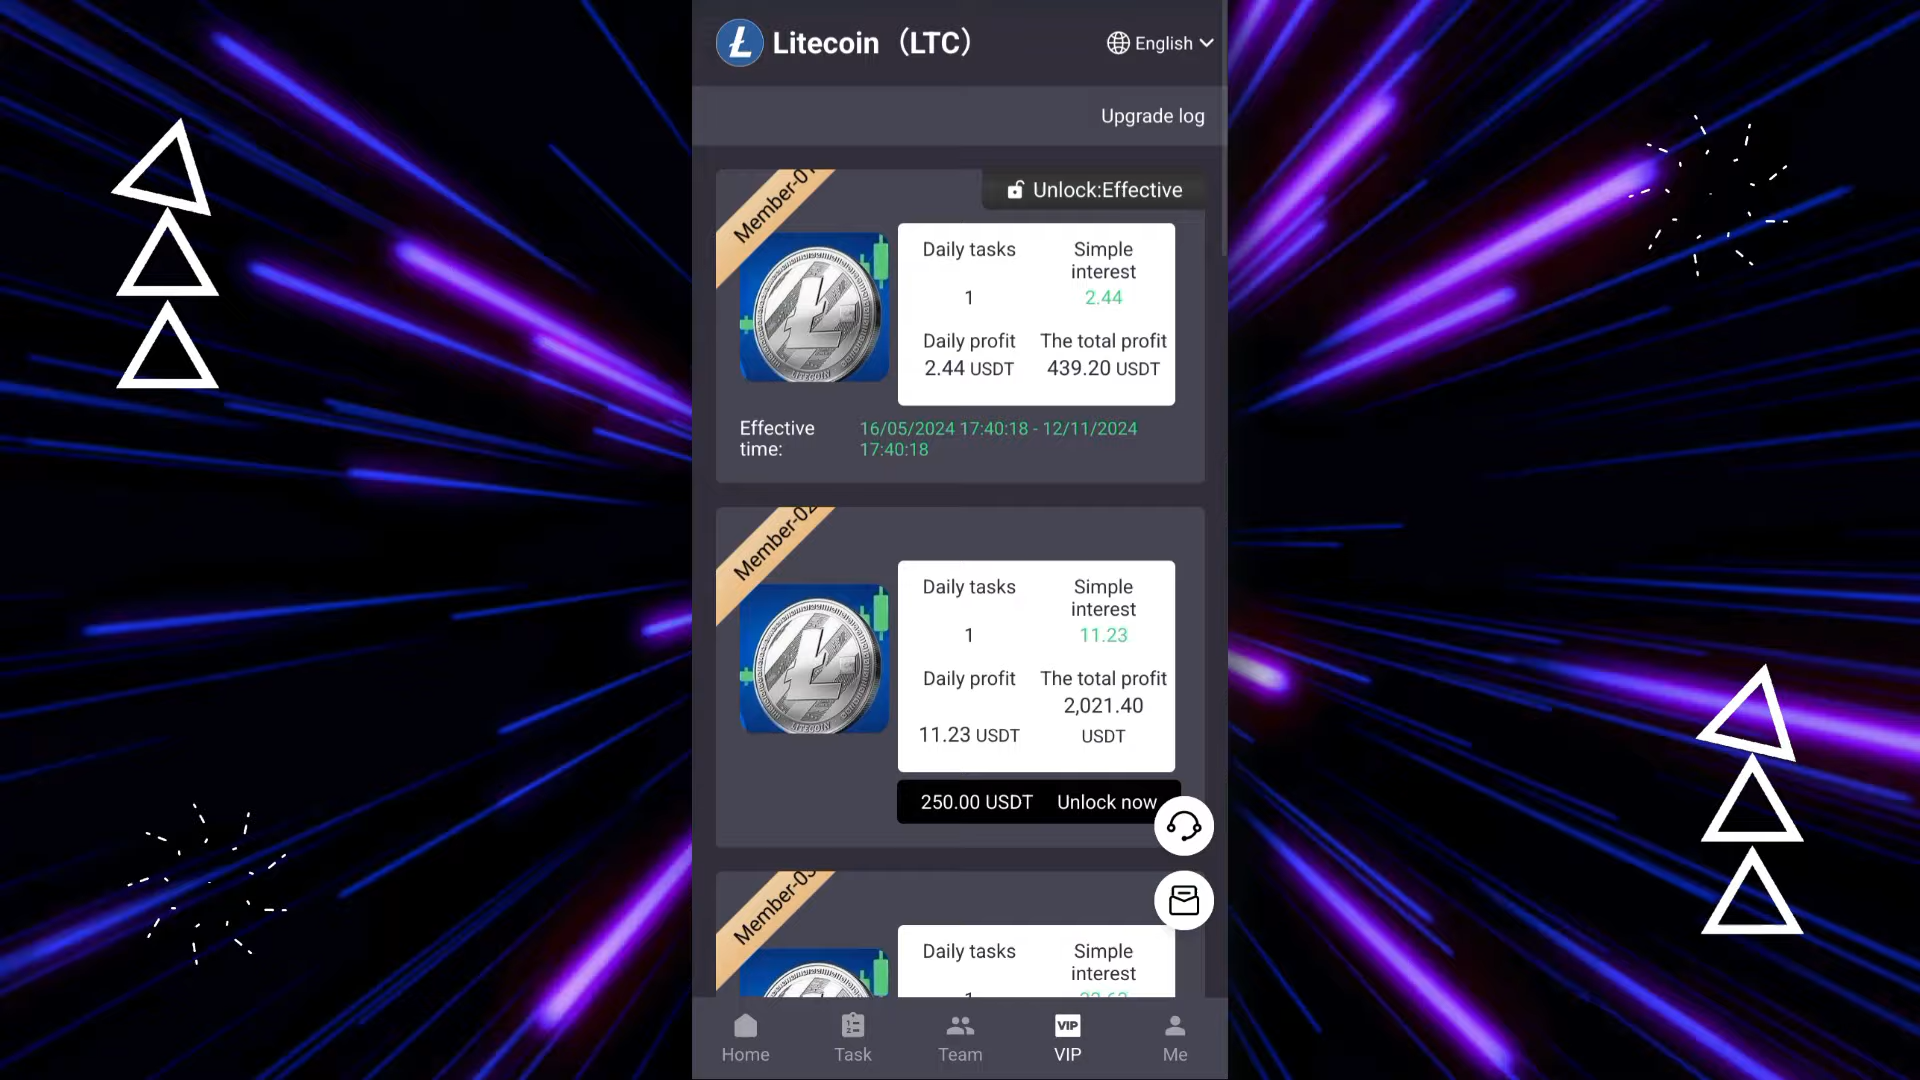 Litecoin（LTC）
English
Upgrade log
Member-01
Unlock:Effective
Daily tasks
Simple
interest
1
2.44
Daily profit
The total profit
2.44 USDT
439.20 USDT
Effective
time:
16/05/2024 17:40:18 - 12/11/2024
17:40:18
LITECOIN
Member-02
Daily tasks
Simple
interest
1
11.23
Daily profit
The total profit
2,021.40
11.23 USDT
USDT
LITECOIN
250.00 USDT
Unlock now
Member-03
Daily tasks
Simple
interest
Home
Task
Team
VIP
VIP
Me